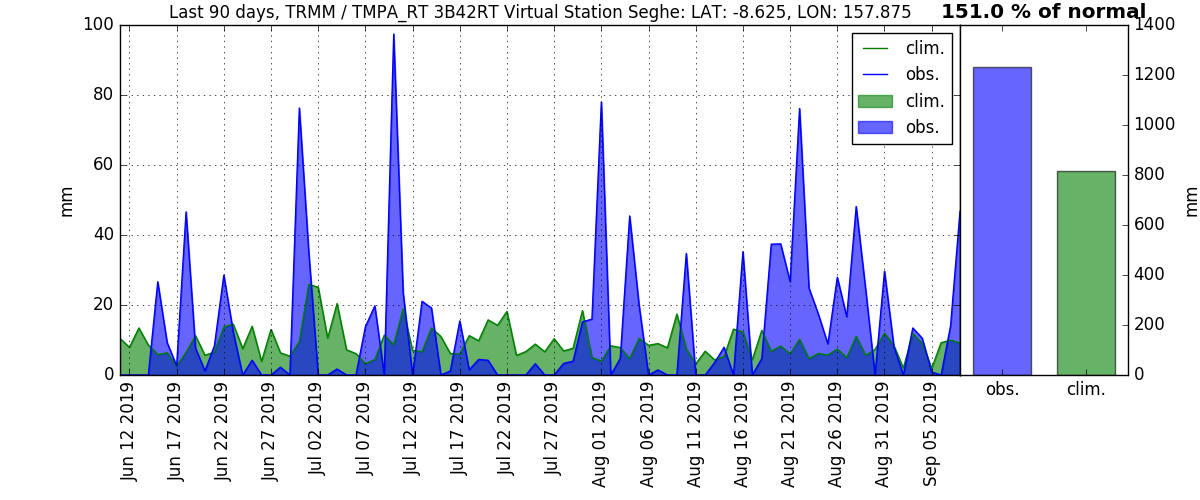 Last 90 days, TRMM / TMPA_RT 3B42RT Virtual Station Seghe: LAT: -8.625, LON: 157.875
151.0 % of normal
mm
100
80
60
40
20
0
clim.
obs.
clim.
obs.
Jun 12 2019
Jun 17 2019
Jun 22 2019
Jun 27 2019
Jul 02 2019
Jul 07 2019
Jul 12 2019
Jul 17 2019
Jul 22 2019
Jul 27 2019
Aug 01 2019
Aug 06 2019
Aug 11 2019
Aug 16 2019
Aug 21 2019
Aug 26 2019
Aug 31 2019
Sep 05 2019
obs.
clim.
1400
1200
1000
800
600
400
200
0
mm